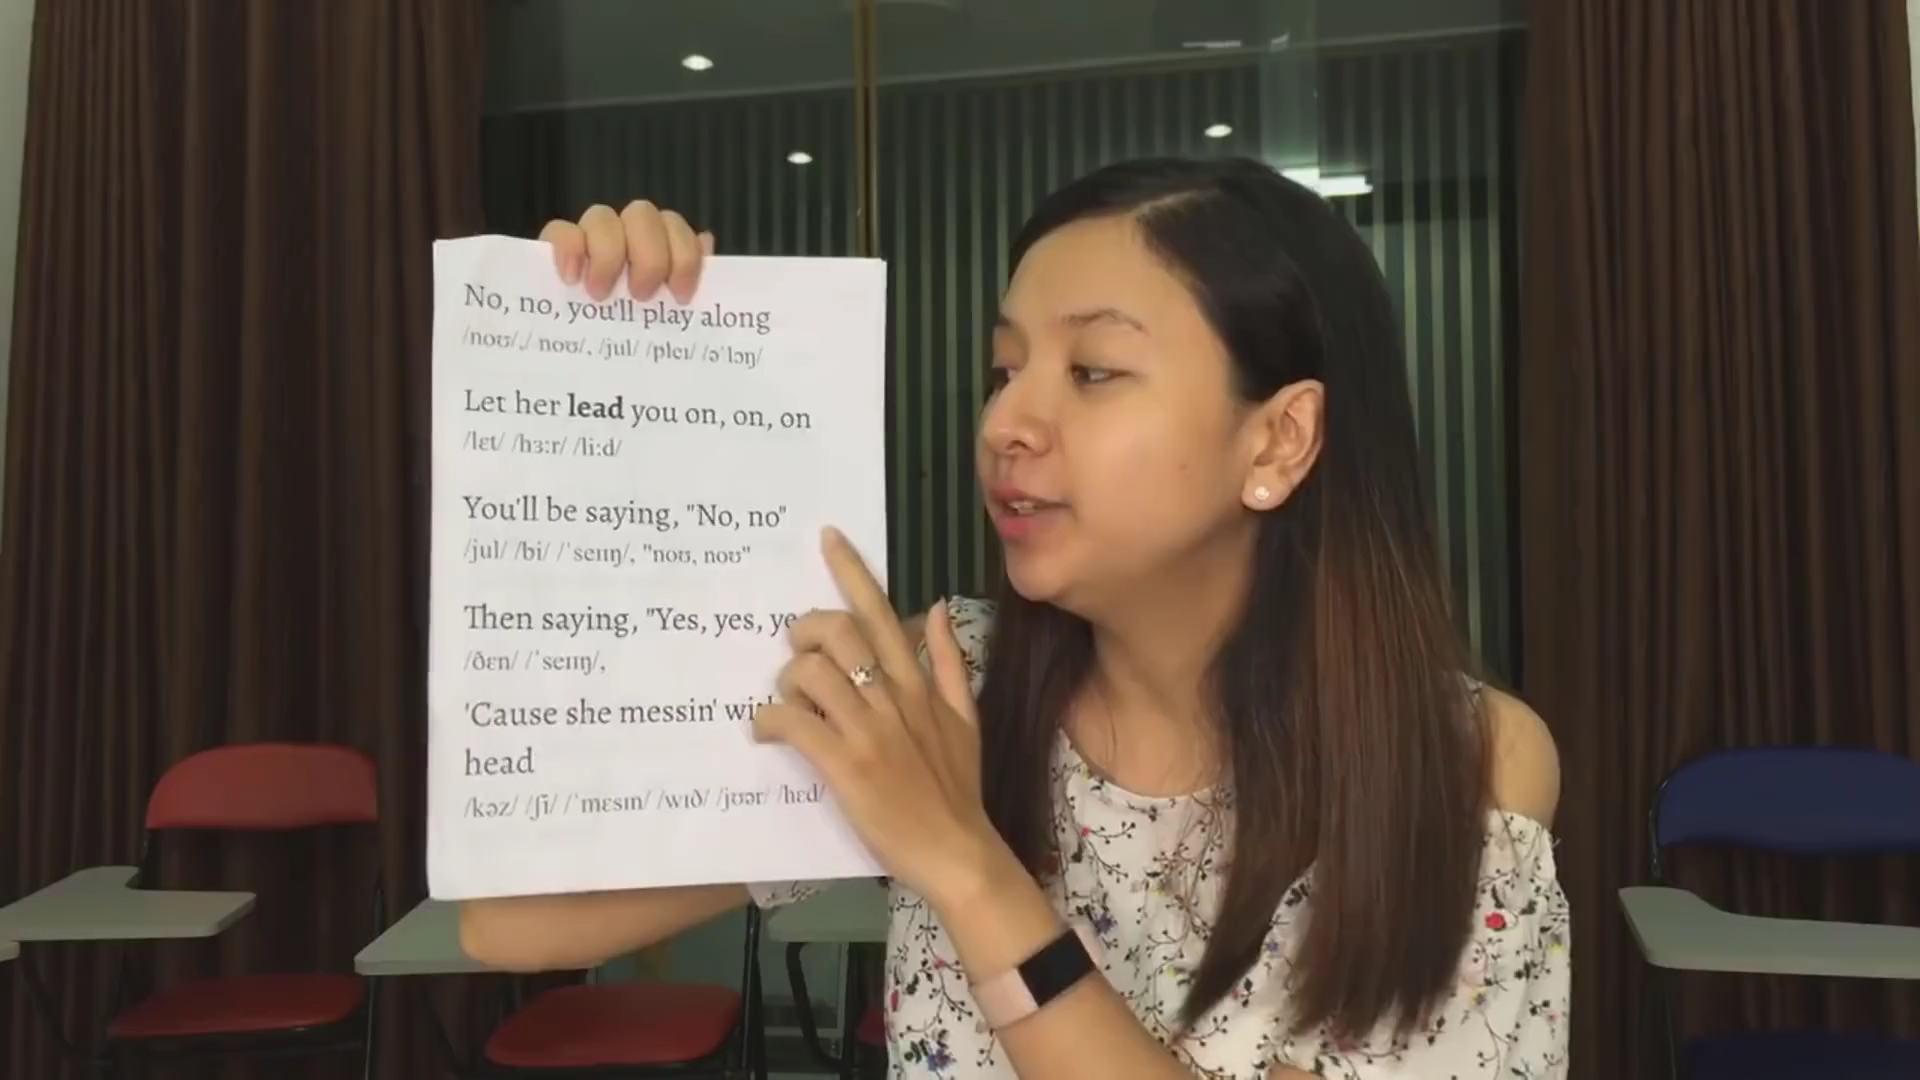 No, no, you'll play along
/noʊ/,/ noʊ/, /jul/ /pleɪ/ /əˈlɔŋ/
Let her lead you on, on, on
/lɛt/ /hɜːr/ /liːd/
You'll be saying, "No, no"
/jul/ /bi/ /ˈseɪɪŋ/, "noʊ, noʊ"
Then saying, "Yes, yes,
/ðɛn/ /ˈseɪɪŋ/,
'Cause she messin'
head
/kəz/ /ʃi/ /ˈmɛsɪn/ /wɪð/ /jʊər/ /hɛd/